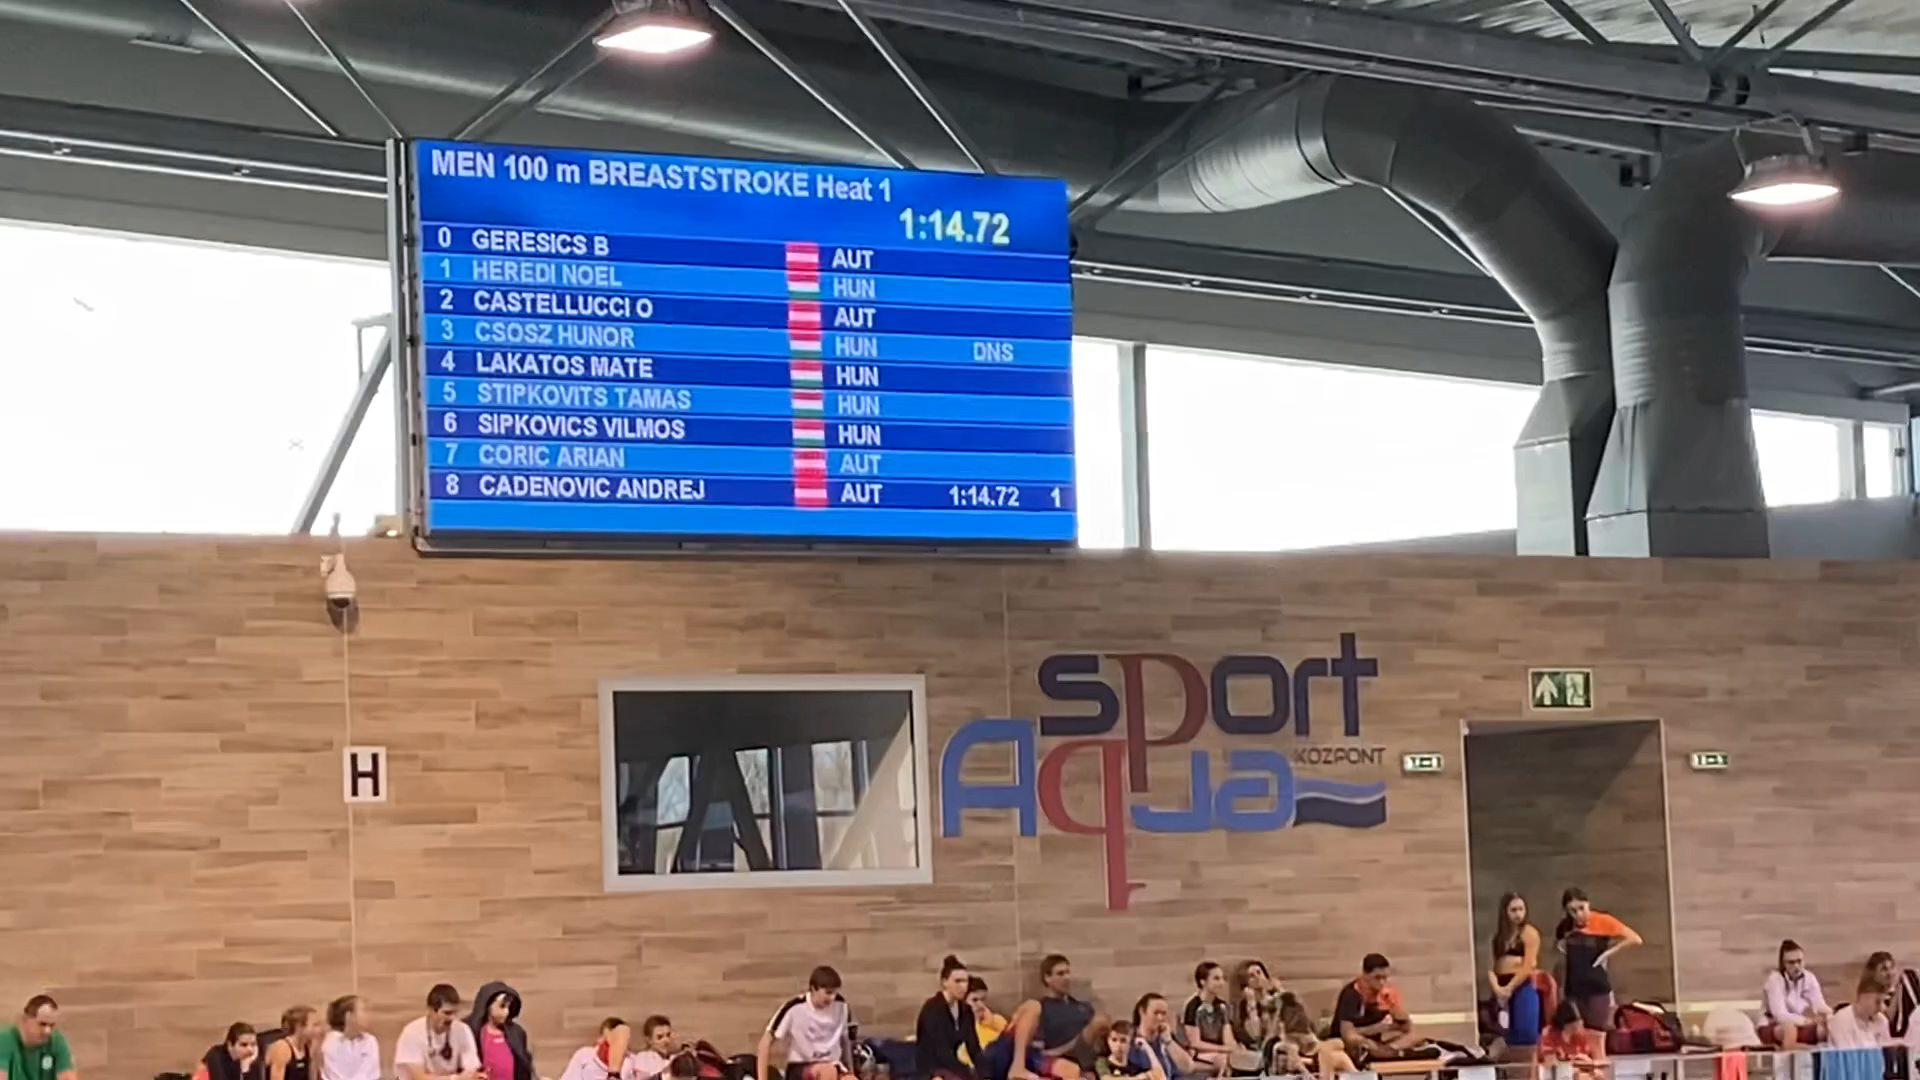 MEN 100 m BREASTSTROKE Heat 1
1:14.72
0 GERESICS B AUT
1 HEREDI NOEL HUN
2 CASTELLUCCI O AUT
3 CSOSZ HUNOR HUN DNS
4 LAKATOS MATE HUN
5 STIPKOVITS TAMAS HUN
6 SIPKOVICS VILMOS HUN
7 CORIC ARIAN AUT
8 CADENOVIC ANDREJ AUT 1:14.72 1
sport
Aqua
KÖZPONT
H